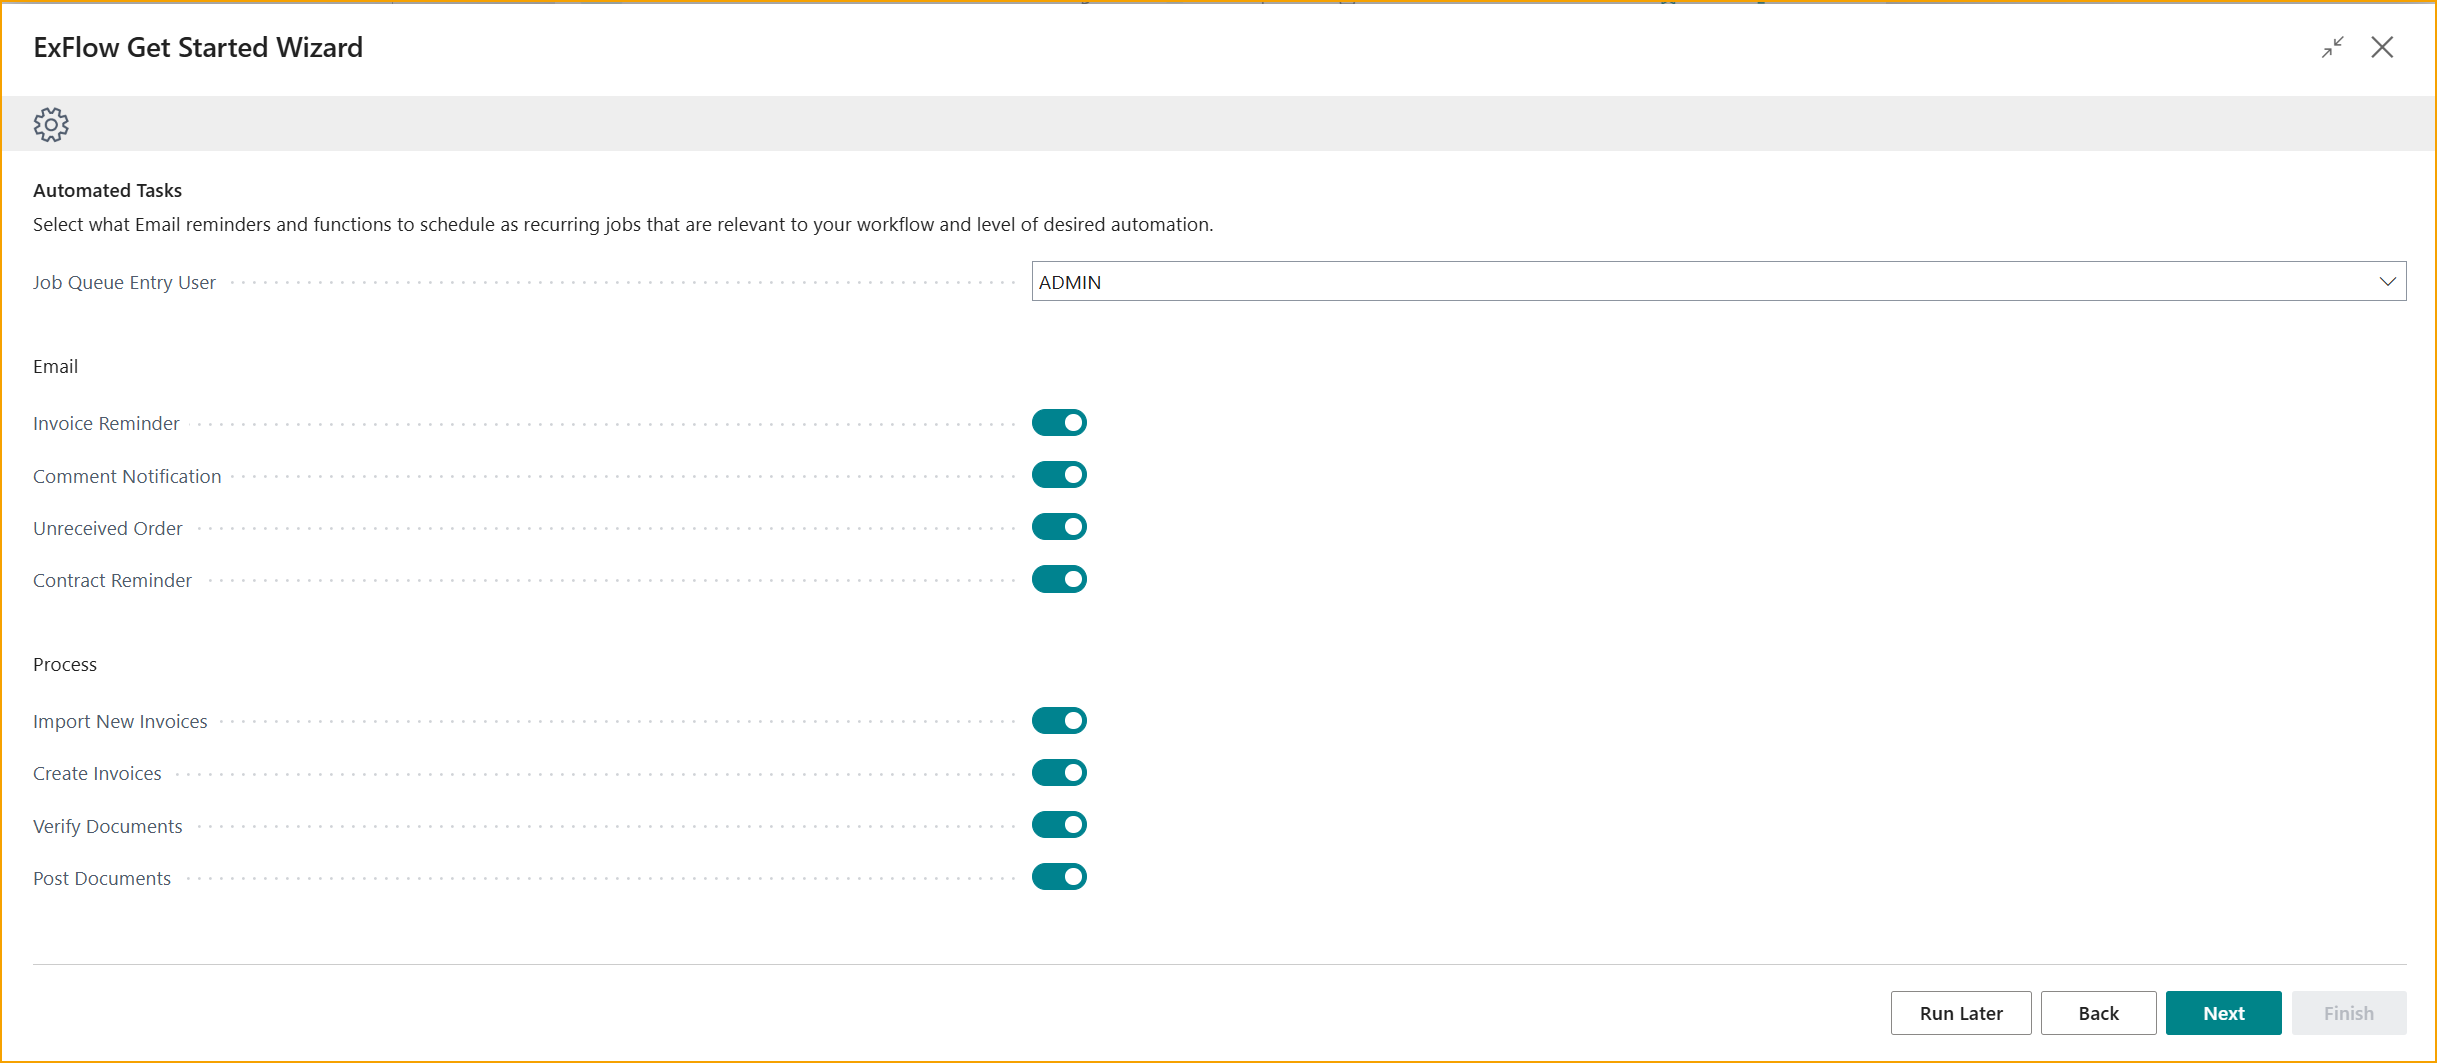 ExFlow Get Started Wizard
Automated Tasks
Select what Email reminders and functions to schedule as recurring jobs that are relevant to your workflow and level of desired automation.
Job Queue Entry User
ADMIN
Email
Invoice Reminder
Comment Notification
Unreceived Order
Contract Reminder
Process
Import New Invoices
Create Invoices
Verify Documents
Post Documents
Run Later
Back
Next
Finish